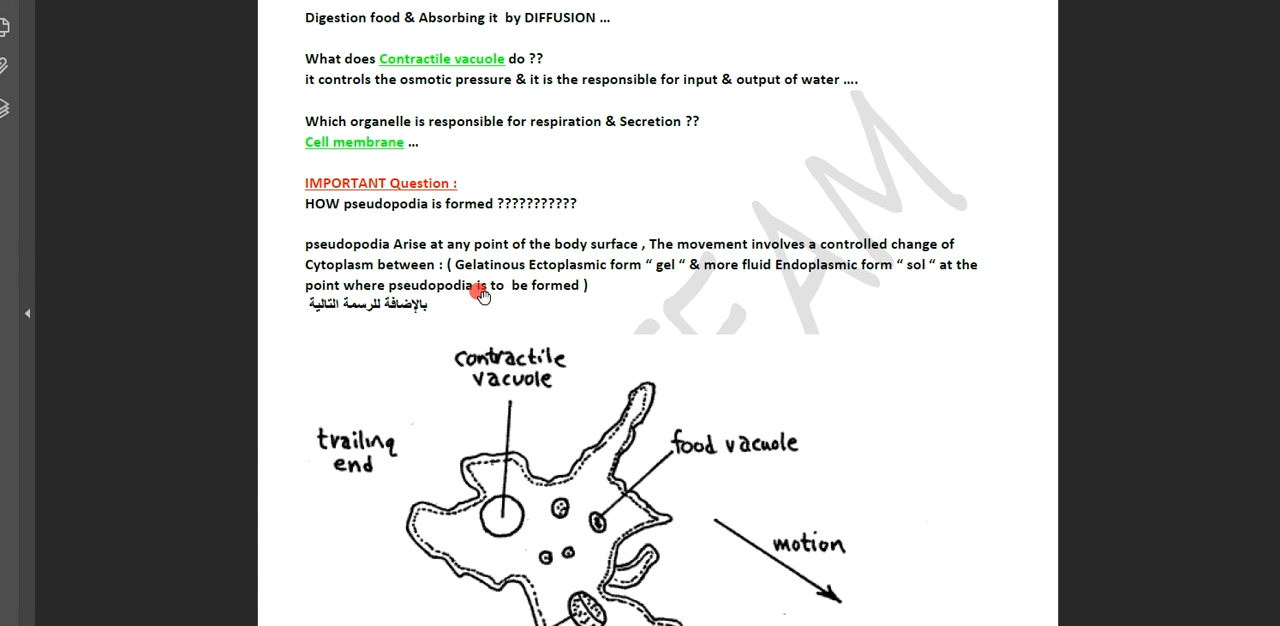 Digestion food & Absorbing it  by DIFFUSION ...
What does Contractile vacuole do ??
it controls the osmotic pressure & it is the responsible for input & output of water ....
Which organelle is responsible for respiration & Secretion ??
Cell membrane ...
IMPORTANT Question :
HOW pseudopodia is formed ???????????
pseudopodia Arise at any point of the body surface , The movement involves a controlled change of
Cytoplasm between : ( Gelatinous Ectoplasmic form “ gel “ & more fluid Endoplasmic form “ sol “ at the
point where pseudopodia is to  be formed )
بالإضافة للرسمة التالية
contractile
vacuole
trailing
end
food vacuole
motion